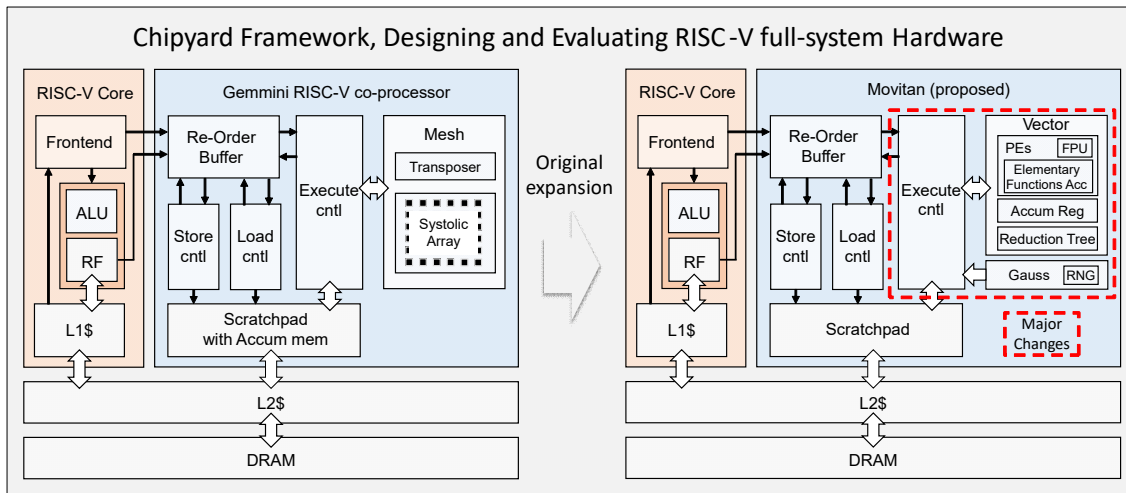 Chipyard Framework, Designing and Evaluating RISC-V full-system Hardware
RISC-V Core
Gemmini RISC-V co-processor
Frontend
ALU
RF
L1$
Re-Order
Buffer
Store
cntl
Load
cntl
Execute
cntl
Mesh
Transposer
Systolic
Array
Scratchpad
with Accum mem
L2$
DRAM
Original
expansion
RISC-V Core
Movitan (proposed)
Frontend
ALU
RF
L1$
Re-Order
Buffer
Store
cntl
Load
cntl
Execute
cntl
Vector
PEs
FPU
Elementary
Functions Acc
Accum Reg
Reduction Tree
Gauss
RNG
Scratchpad
Major
Changes
L2$
DRAM